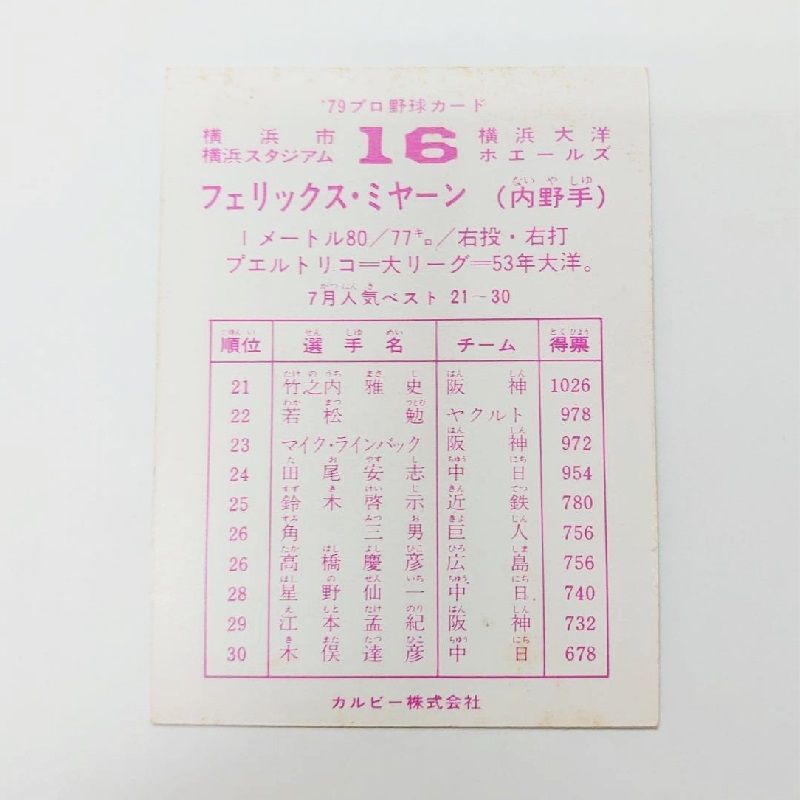 '79プロ野球カード
横浜市 16 横浜大洋
横浜スタジアム ホエールズ
フェリックス・ミヤーン (内野手)
ないやしゅ
1メートル80/77キロ/右投・右打
プエルトリコ=大リーグ=53年大洋。
7月人気ベスト 21-30
順位 選手名 チーム 得票
21 竹之内雅史 阪神 1026
22 若松勉 ヤクルト 978
23 マイク・ラインバック 阪神 972
24 田尾安志 中日 954
25 鈴木啓示 近鉄 780
26 角三男 巨人 756
26 高橋慶彦 広島 756
28 星野仙一 中日 740
29 江本孟紀 阪神 732
30 木俣達彦 中日 678
カルビー株式会社